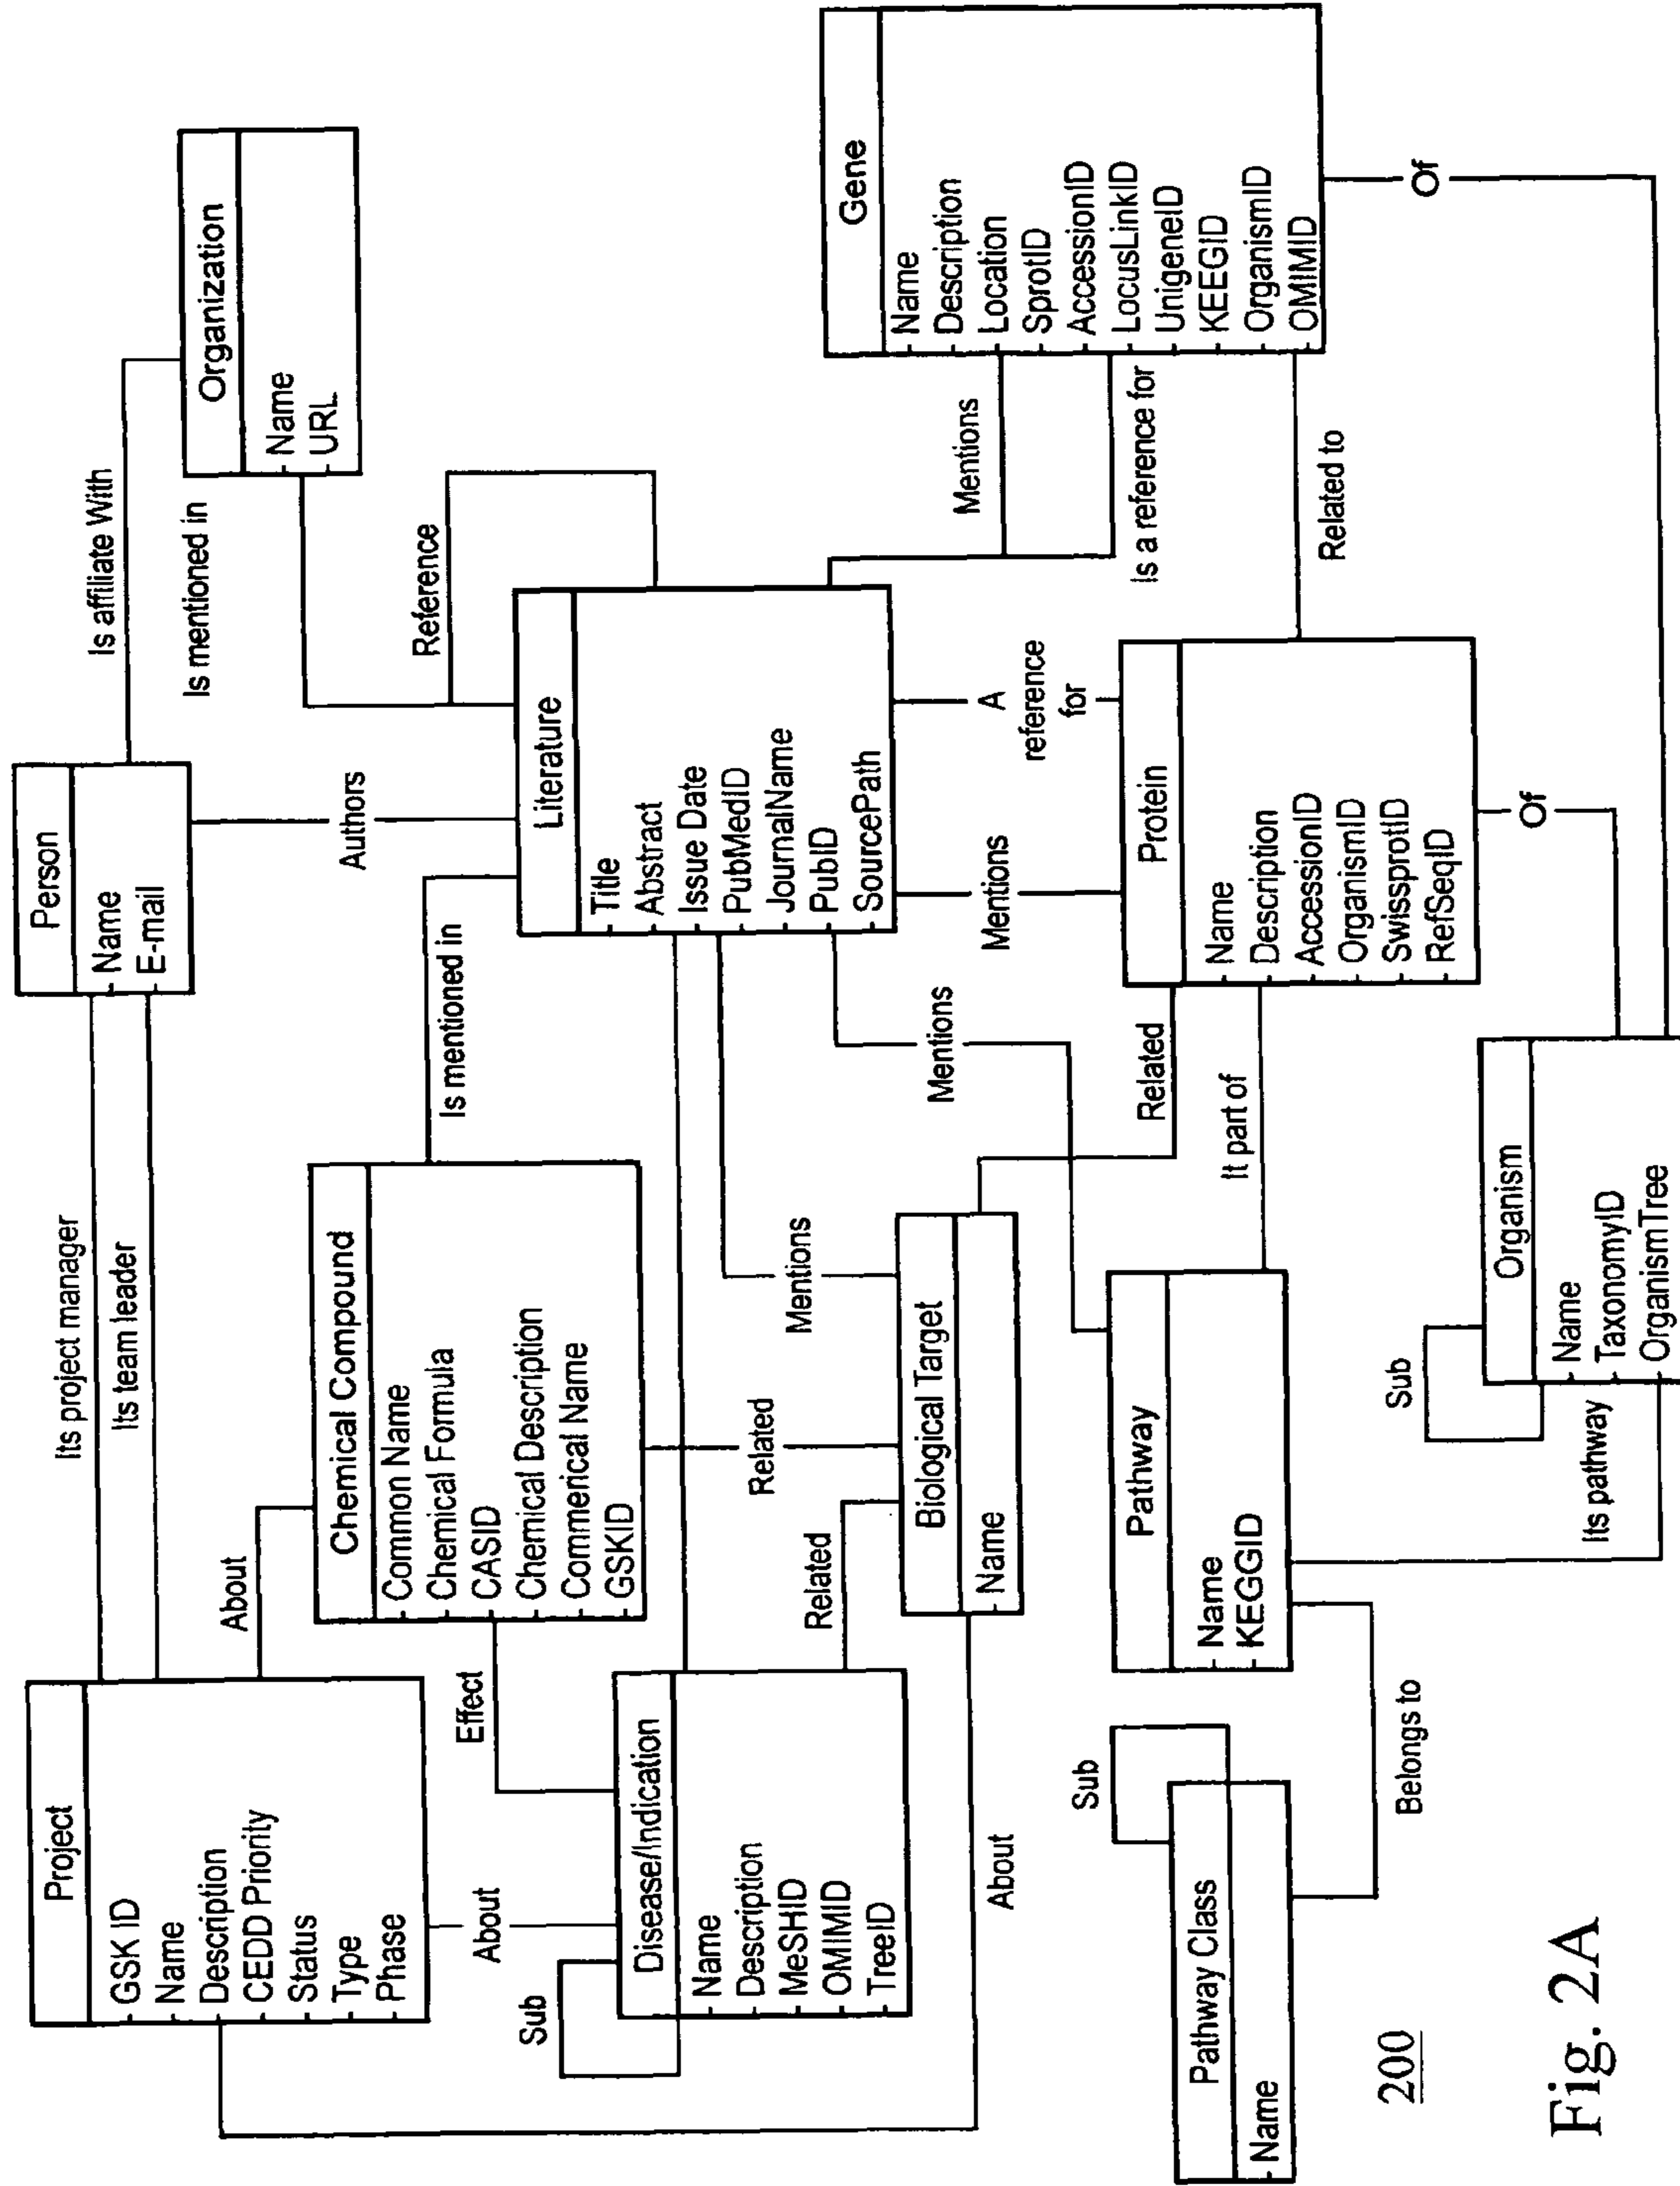 Project
GSK ID
Name
Description
CEDD Priority
Status
Type
Phase
Its project manager
Its team leader
Person
Name
E-mail
Is affiliate With
Organization
Name
URL
Is mentioned in
About
About
Sub
Effect
Chemical Compound
Common Name
Chemical Formula
CASID
Chemical Description
Commerical Name
GSKID
Is mentioned in
Authors
Reference
Literature
Title
Abstract
Issue Date
PubMedID
JournalName
PubID
SourcePath
Disease/Indication
Name
Description
MeSHID
OMIMID
TreeID
Related
Related
Mentions
Mentions
Mentions
A
reference
for
Mentions
Is a reference for
Gene
Name
Description
Location
SprotID
AccessionID
LocusLinkID
UnigeneID
KEEGID
OrganismID
OMIMID
About
Biological Target
Name
Related
It part of
Protein
Name
Description
AccessionID
OrganismID
SwissprotID
RefSeqID
Related to
Of
Of
Sub
Pathway Class
Name
Belongs to
Pathway
Name
KEGGID
Its pathway
Sub
Organism
Name
TaxonomyID
OrganismTree
200
Fig. 2A